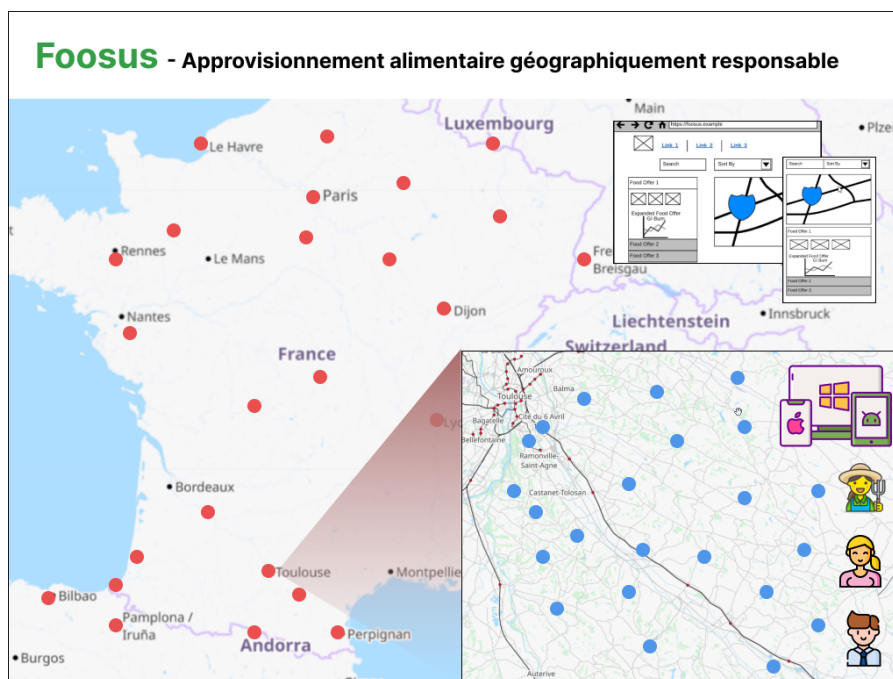 Foosus - Approvisionnement alimentaire géographiquement responsable
Main
Luxembourg
Le Havre
Paris
Rennes
Le Mans
Breisgau
Nantes
Dijon
Innsbruck
Liechtenstein
Switzerland
France
Bordeaux
Toulouse
Montpellie
Bilbao
Pamplona /
Iruña
Perpignan
Andorra
Burgos
https://foosus.example
Link 1
Link 2
Link 3
Search
Sort By
Food Offer 1
Expanded Food Offer
GI Burn
Food Offer 2
Food Offer 3
Search
Sort By
Food Offer 1
Expanded Food Offer
GI Burn
Food Offer 2
Food Offer 3
Amouroux
Balma
Toulouse
Cité du 6 Avril
Bagatelle
Bellefontaine
Ramonville-
Saint-Agne
Castanet-Tolosan
Auterive